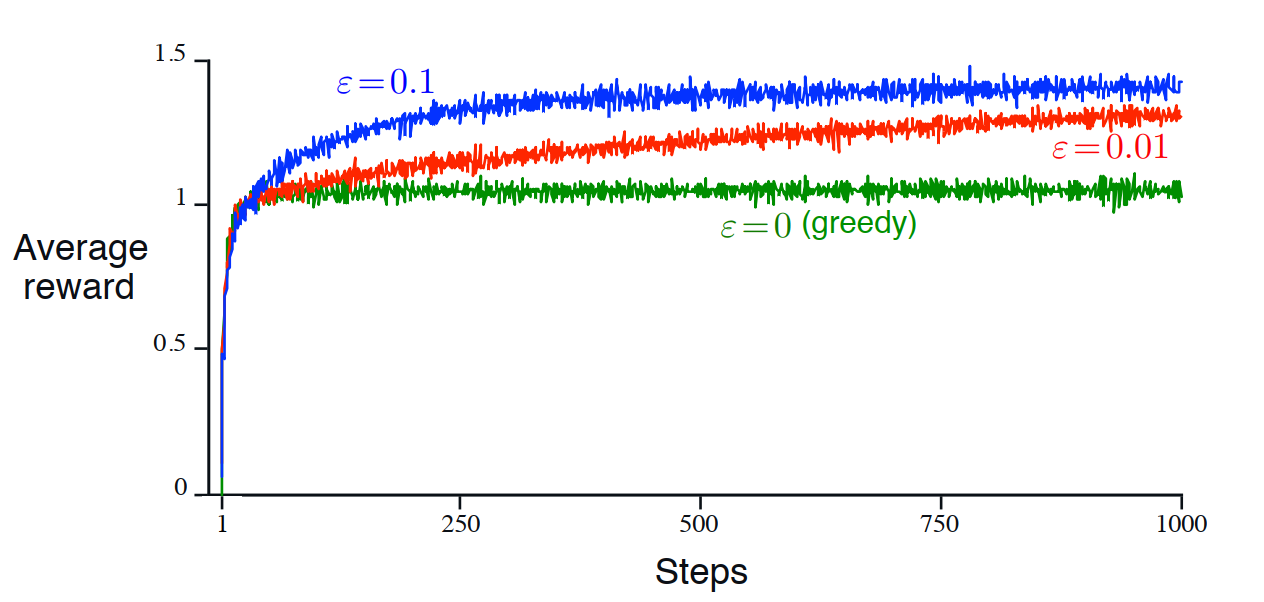 1.5
ε=0.1
ε=0.01
1
ε=0 (greedy)
Average
reward
0.5
0
1 250 500 750 1000
Steps